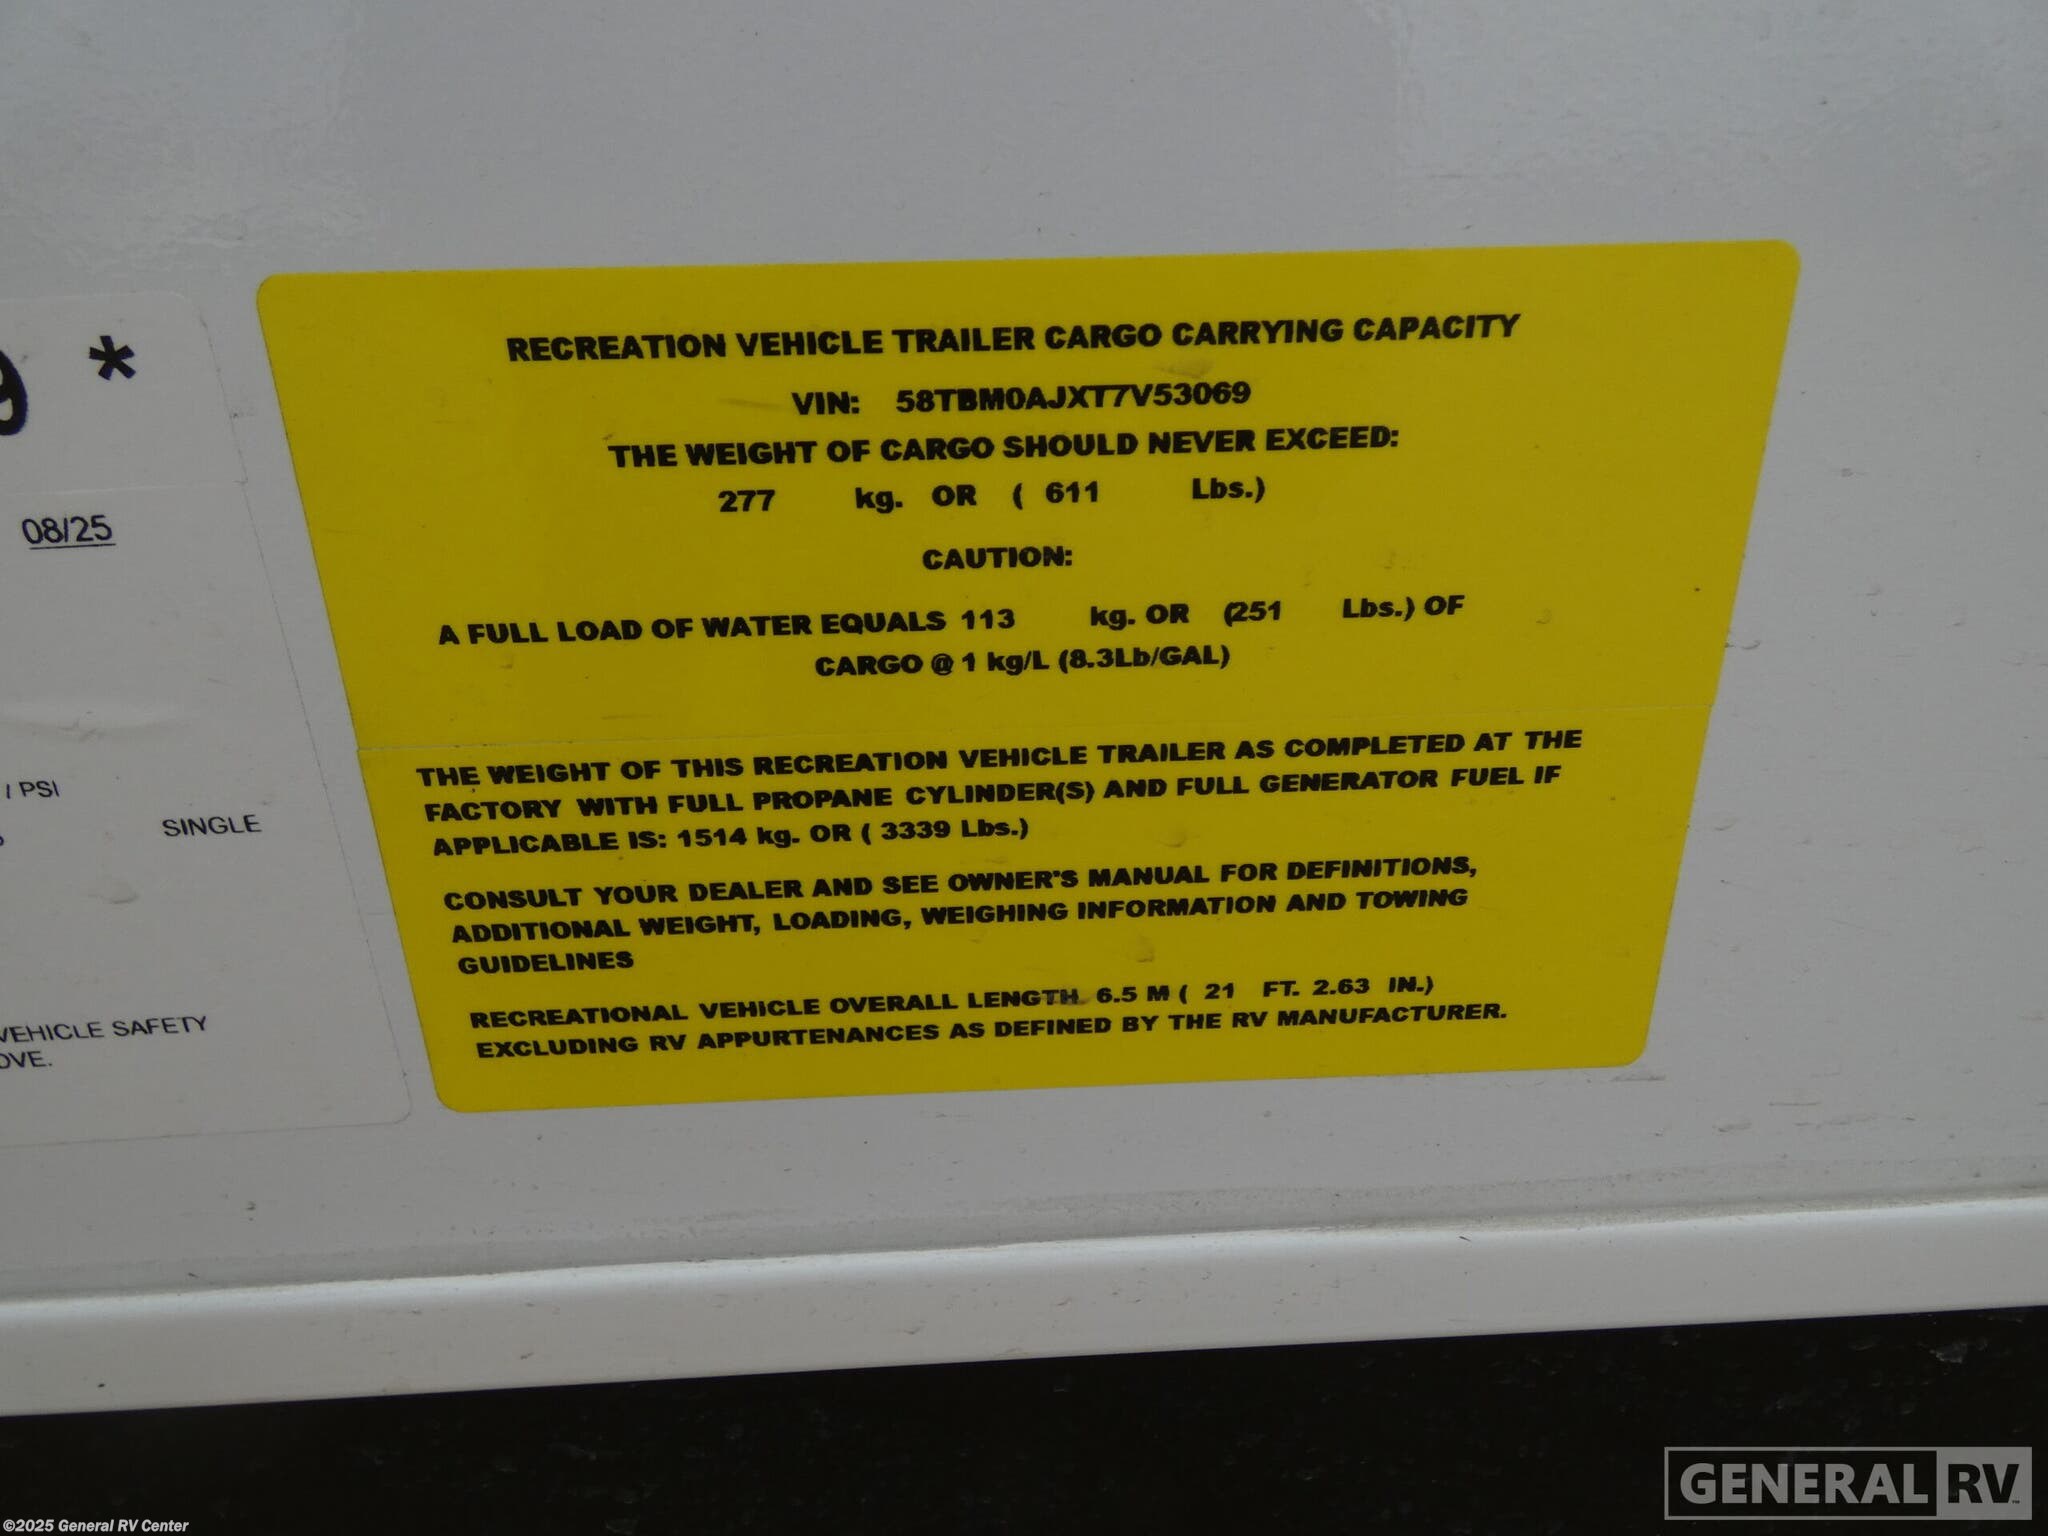 9 *
08/25
/ PSI
SINGLE
VEHICLE SAFETY
OVE.
RECREATION VEHICLE TRAILER CARGO CARRYING CAPACITY
VIN: 58TBM0AJXT7V53069
THE WEIGHT OF CARGO SHOULD NEVER EXCEED:
277 kg. OR ( 611 Lbs.)
CAUTION:
A FULL LOAD OF WATER EQUALS 113 kg. OR (251 Lbs.) OF
CARGO @ 1 kg/L (8.3Lb/GAL)
THE WEIGHT OF THIS RECREATION VEHICLE TRAILER AS COMPLETED AT THE
FACTORY WITH FULL PROPANE CYLINDER(S) AND FULL GENERATOR FUEL IF
APPLICABLE IS: 1514 kg. OR ( 3339 Lbs.)
CONSULT YOUR DEALER AND SEE OWNER'S MANUAL FOR DEFINITIONS,
ADDITIONAL WEIGHT, LOADING, WEIGHING INFORMATION AND TOWING
GUIDELINES
RECREATIONAL VEHICLE OVERALL LENGTH 6.5 M ( 21 FT. 2.63 IN.)
EXCLUDING RV APPURTENANCES AS DEFINED BY THE RV MANUFACTURER.
GENERAL RV™
©2025 General RV Center